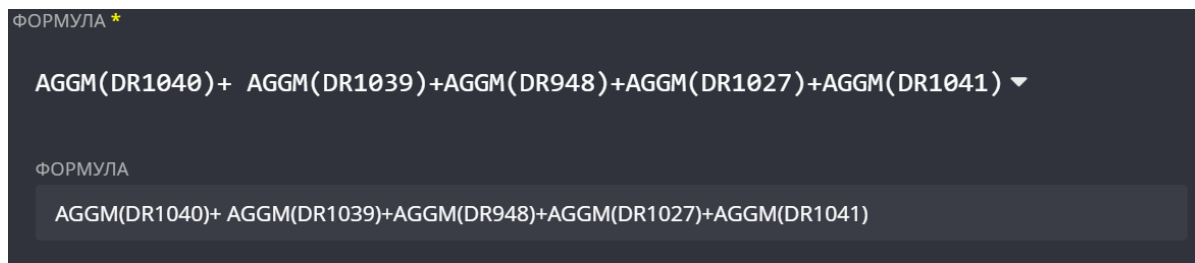 ФОРМУЛА *
AGGM(DR1040)+ AGGM(DR1039)+AGGM(DR948)+AGGM(DR1027)+AGGM(DR1041)
ФОРМУЛА
AGGM(DR1040)+ AGGM(DR1039)+AGGM(DR948)+AGGM(DR1027)+AGGM(DR1041)